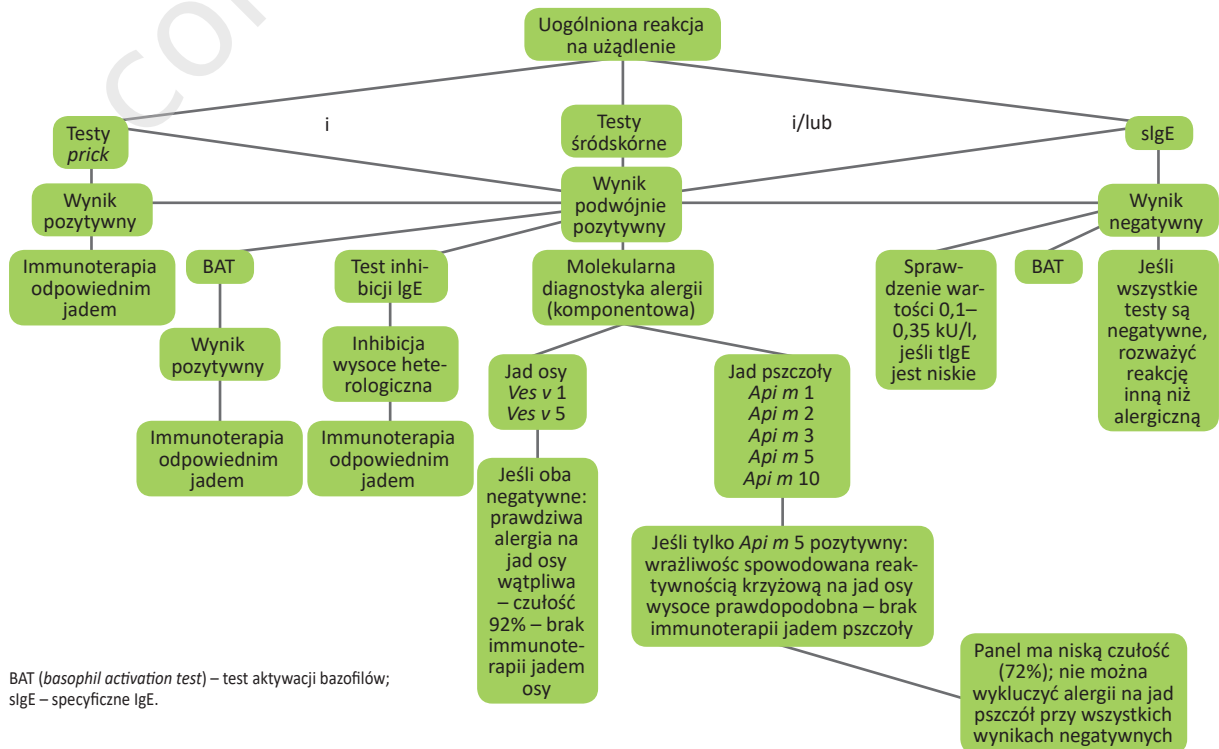 Uogólniona reakcja
na użądlenie
i
i/lub
Testy
prick
Testy
śródskórne
sIgE
Wynik
pozytywny
Wynik
podwójnie
pozytywny
Wynik
negatywny
Immunoterapia
odpowiednim
jadem
BAT
Test inhi-
bicji IgE
Molekularna
diagnostyka alergii
(komponentowa)
Spraw-
dzenie war-
tości 0,1–
0,35 kU/l,
jeśli tIgE
jest niskie
BAT
Jeśli
wszystkie
testy są
negatywne,
rozważyć
reakcję
inną niż
alergiczną
Wynik
pozytywny
Inhibicja
wysoce hete-
rologiczna
Jad osy
Ves v 1
Ves v 5
Jad pszczoły
Api m 1
Api m 2
Api m 3
Api m 5
Api m 10
Immunoterapia
odpowiednim
jadem
Immunoterapia
odpowiednim
jadem
Jeśli oba
negatywne:
prawdziwa
alergia na
jad osy
wątpliwa
– czułość
92% – brak
immunote-
rapii jadem
osy
Jeśli tylko Api m 5 pozytywny:
wrażliwośc spowodowana reak-
tywnością krzyżową na jad osy
wysoce prawdopodobna – brak
immunoterapii jadem pszczoły
Panel ma niską czułość
(72%); nie można
wykluczyć alergii na jad
pszczół przy wszystkich
wynikach negatywnych
BAT (basophil activation test) – test aktywacji bazofilów;
sIgE – specyficzne IgE.